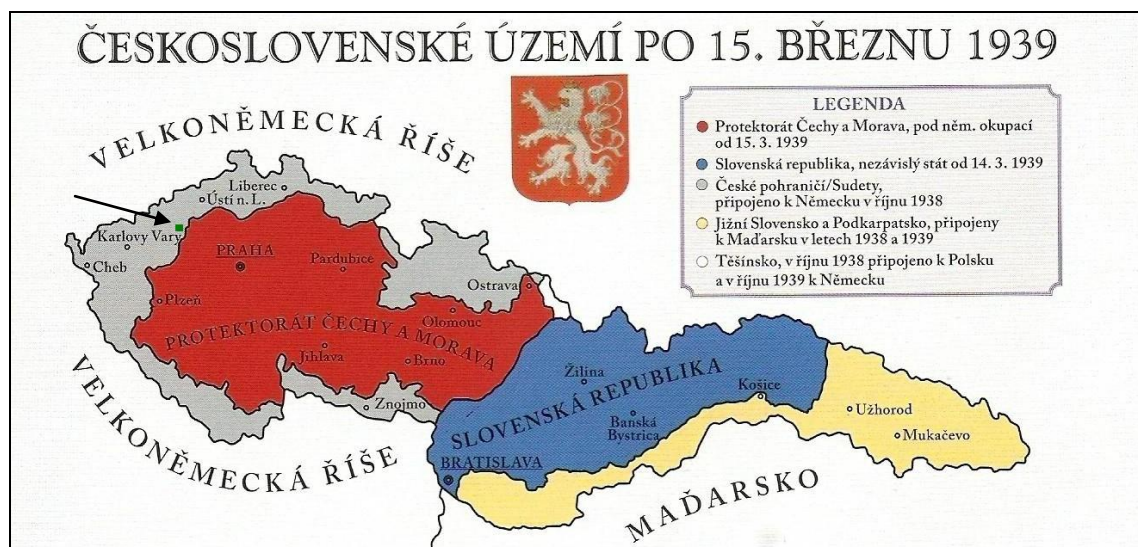 ČESKOSLOVENSKÉ ÚZEMÍ PO 15. BŘEZNU 1939
LEGENDA
Protektorát Čechy a Morava, pod něm. okupací
od 15. 3. 1939
Slovenská republika, nezávislý stát od 14. 3. 1939
České pohraničí/Sudety,
připojeno k Německu v říjnu 1938
Jižní Slovensko a Podkarpatsko, připojeny
k Maďarsku v letech 1938 a 1939
Těšínsko, v říjnu 1938 připojeno k Polsku
a v říjnu 1939 k Německu
VELKONĚMECKÁ ŘÍŠE
Liberec
Ústí n. L.
Karlovy Vary
Cheb
PRAHA
Pardubice
Ostrava
Plzeň
Olomouc
PROTEKTORÁT ČECHY A MORAVA
Jihlava
Brno
Znojmo
VELKONĚMECKÁ ŘÍŠE
Žilina
Košice
SLOVENSKÁ REPUBLIKA
Banská
Bystrica
BRATISLAVA
Užhorod
Mukačevo
MAĎARSKO